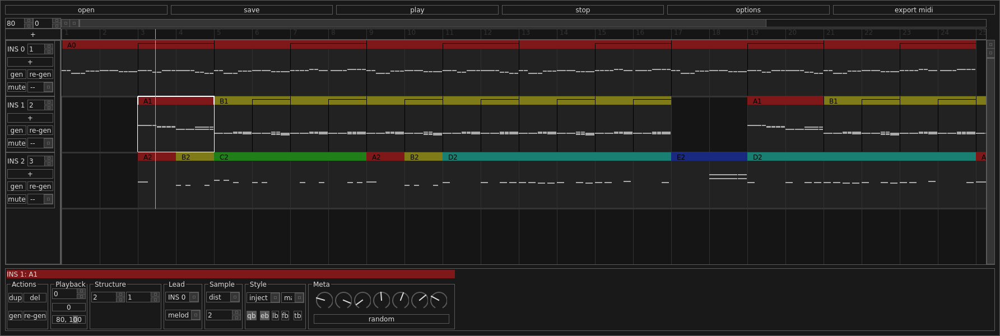 open save play stop options export midi
80 0
+ 1 2 3 4 5 6 7 8 9 10 11 12 13 14 15 16 17 18 19 20 21 22 23 24 25
A0
INS 0 1
+
gen re-gen
mute --
A1 B1 A1 B1
INS 1 2
+
gen re-gen
mute --
A2 B2 C2 A2 B2 D2 E2 D2 A
INS 2 3
+
gen re-gen
mute --
INS 1: A1
Actions Playback Structure Lead Sample Style Meta
0
dup del 2 1 INS 0 dist inject ma
0
gen re-gen melod 2 qb eb lb fb tb
80, 100 random